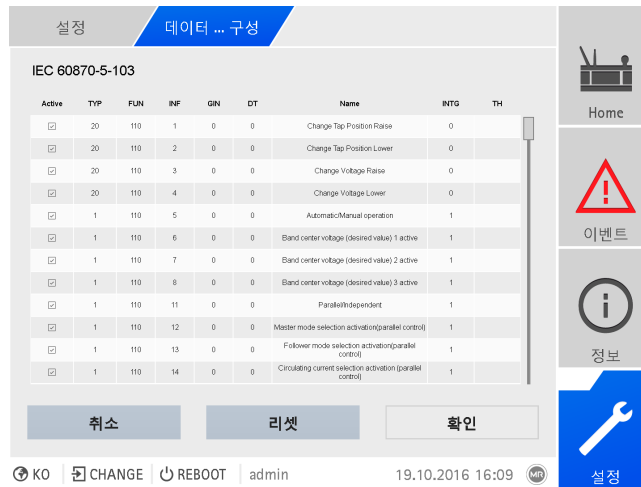 설정
데이터 ... 구성
IEC 60870-5-103
Active TYP FUN INF GIN DT Name INTG TH
20 110 1 0 0 Change Tap Position Raise 0
20 110 2 0 0 Change Tap Position Lower 0
20 110 3 0 0 Change Voltage Raise 0
20 110 4 0 0 Change Voltage Lower 0
1 110 5 0 0 Automatic/Manual operation 1
1 110 6 0 0 Band center voltage (desired value) 1 active 1
1 110 7 0 0 Band center voltage (desired value) 2 active 1
1 110 8 0 0 Band center voltage (desired value) 3 active 1
1 110 11 0 0 Parallel/Independent 1
1 110 12 0 0 Master mode selection activation(parallel control) 1
1 110 13 0 0 Follower mode selection activation(parallel control) 1
1 110 14 0 0 Circulating current selection activation (parallel control) 1
취소
리셋
확인
KO
CHANGE
REBOOT
admin
19.10.2016 16:09
MR
Home
이벤트
정보
설정